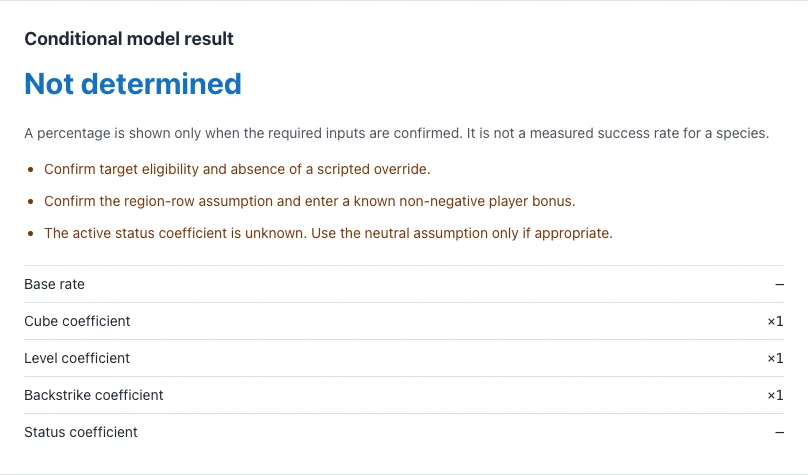 Conditional model result
Not determined
A percentage is shown only when the required inputs are confirmed. It is not a measured success rate for a species.
• Confirm target eligibility and absence of a scripted override.
• Confirm the region-row assumption and enter a known non-negative player bonus.
• The active status coefficient is unknown. Use the neutral assumption only if appropriate.
Base rate —
Cube coefficient ×1
Level coefficient ×1
Backstrike coefficient ×1
Status coefficient —